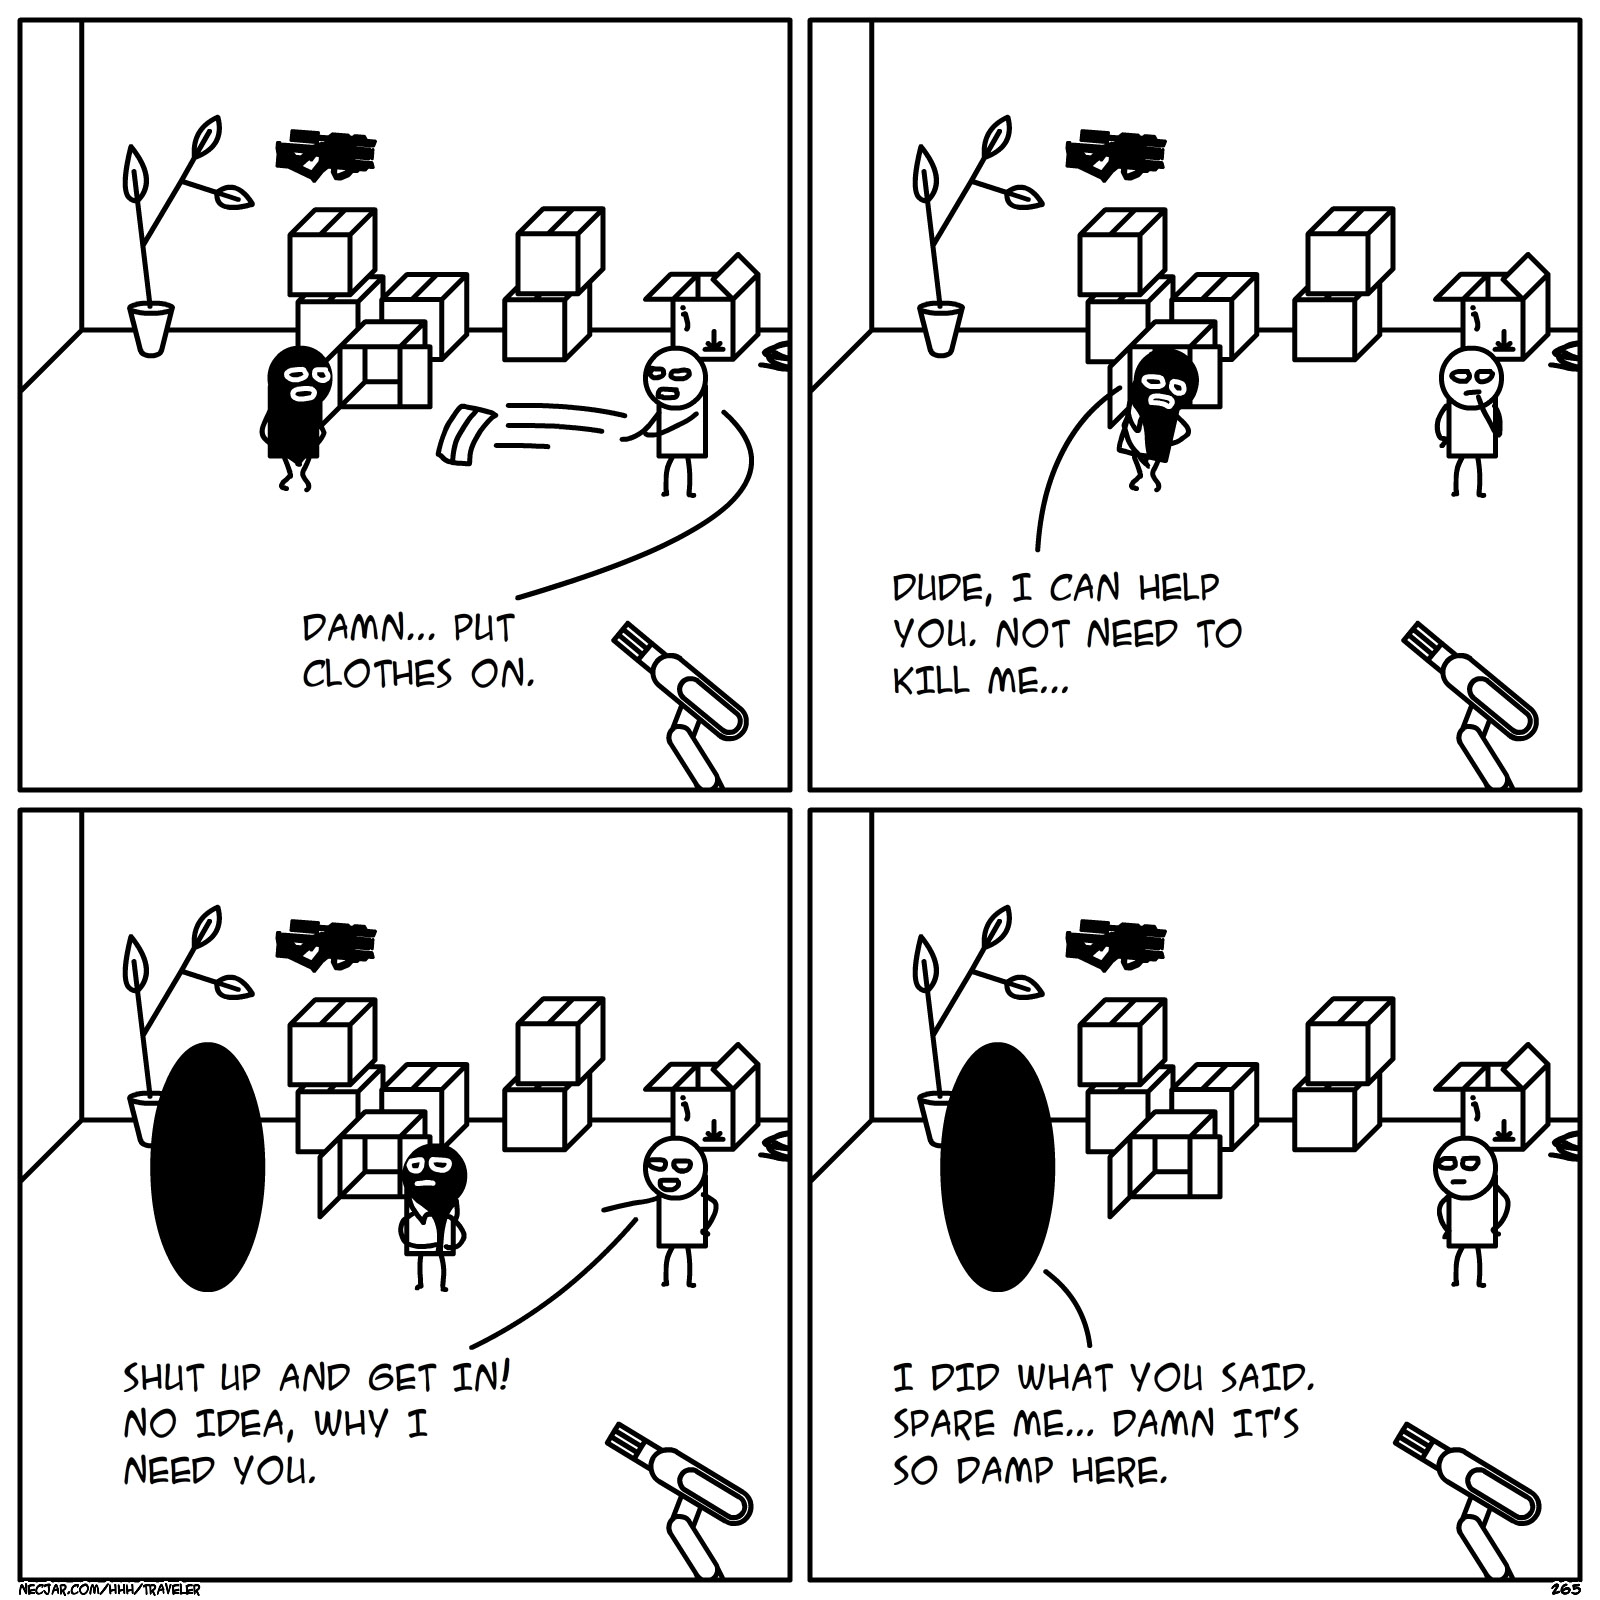 DAMN... PUT
CLOTHES ON.
DUDE, I CAN HELP
YOU. NOT NEED TO
KILL ME...
SHUT UP AND GET IN!
NO IDEA, WHY I
NEED YOU.
I DID WHAT YOU SAID.
SPARE ME... DAMN IT'S
SO DAMP HERE.
NECJAR.COM/HHH/TRAVELER
265